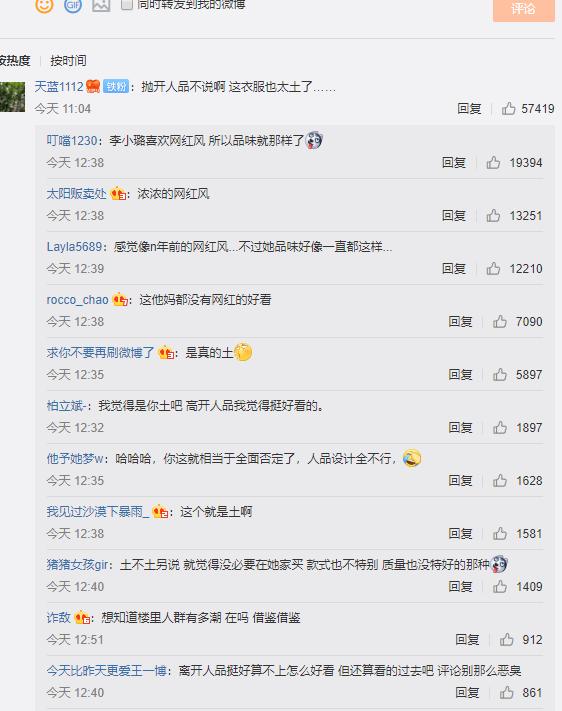 同时转发到我的微博
评论
按热度 按时间
天蓝1112 铁粉：抛开人品不说啊 这衣服也太土了……
今天 11:04 回复 57419
叮噹1230：李小璐喜欢网红风 所以品味就那样了
今天 12:38 回复 19394
太阳贩卖处：浓浓的网红风
今天 12:38 回复 13251
Layla5689：感觉像n年前的网红风...不过她品味好像一直都这样...
今天 12:39 回复 12210
rocco_chao：这他妈都没有网红的好看
今天 12:38 回复 7090
求你不要再刷微博了：是真的土
今天 12:35 回复 5897
柏立斌-：我觉得是你土吧 离开人品我觉得挺好看的。
今天 12:32 回复 1897
他予她梦w：哈哈哈，你这就相当于全面否定了，人品设计全不行，
今天 12:35 回复 1628
我见过沙漠下暴雨_：这个就是土啊
今天 12:38 回复 1581
猪猪女孩gir：土不土另说 就觉得没必要在她家买 款式也不特别 质量也没特好的那种
今天 12:40 回复 1409
诈敌：想知道楼里人群有多潮 在吗 借鉴借鉴
今天 12:51 回复 912
今天比昨天更爱王一博：离开人品挺好算不上怎么好看 但还算看的过去吧 评论别那么恶臭
今天 12:40 回复 861